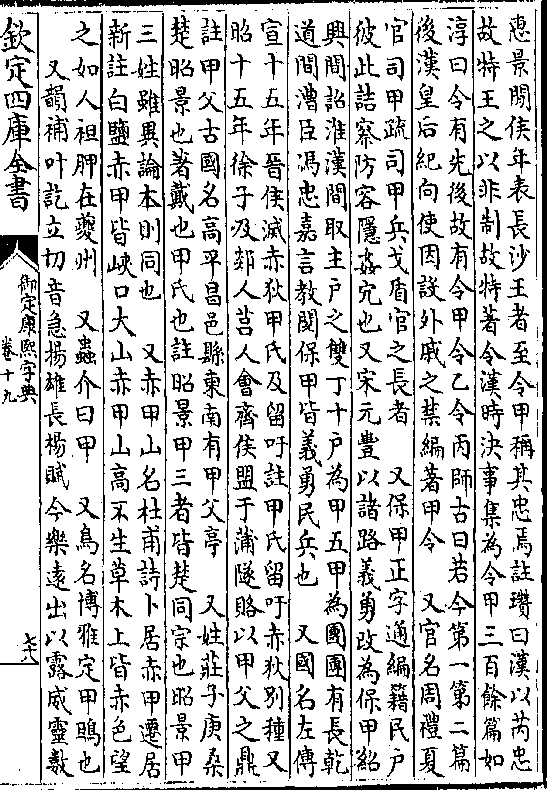 惠景閒侯年表長沙王者至令甲稱其忠焉註瓚曰漢以芮忠
故特王之以非制故特著令漢時決事集為令甲三百餘篇如
淳曰令有先後故有令甲令乙令丙師古曰若今第一第二篇
後漢皇后紀向使因設外戚之禁編著甲令　又官名周禮夏
官司甲疏司甲兵戈盾官之長者　又保甲正字通編籍民戶
彼此詰察防容隱姦宄也又宋元豊以諸路義勇改為保甲紹
興間詔淮漢間取主戶之雙丁十戶為甲五甲為團團有長乾
道間漕臣馮忠嘉言教閱保甲皆義勇民兵也　又國名左傳
宣十五年晉侯滅赤狄甲氏及留吁註甲氏留吁赤狄別種又
昭十五年徐子及郯人莒人會齊侯盟于蒲隧賂以甲父之鼎
註甲父古國名高平昌邑縣東南有甲父亭　又姓莊子庚桑
楚昭景也著戴也甲氏也註昭景甲三者皆楚同宗也昭景甲
三姓雖異論本則同也　又赤甲山名杜甫詩卜居赤甲遷居
新註白鹽赤甲皆峽口大山赤甲山高不生草木上皆赤色望
之如人袒胛在夔州　又蟲介曰甲　又鳥名博雅定甲鴠也
又韻補叶訖立切音急揚雄長楊賦今樂遠出以露威靈數
欽定四庫全書
御定康熙字典
卷十九
七六